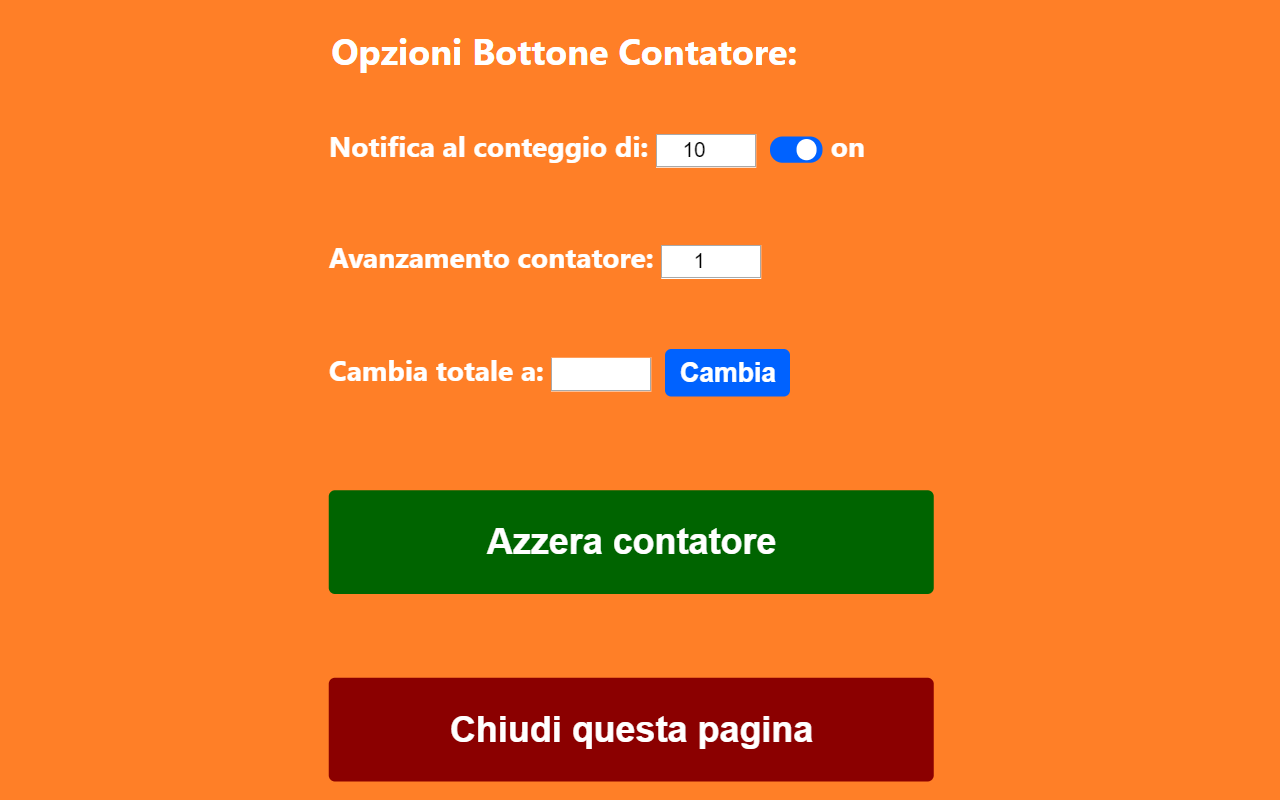 Opzioni Bottone Contatore:
Notifica al conteggio di: 10 on
Avanzamento contatore: 1
Cambia totale a: Cambia
Azzera contatore
Chiudi questa pagina